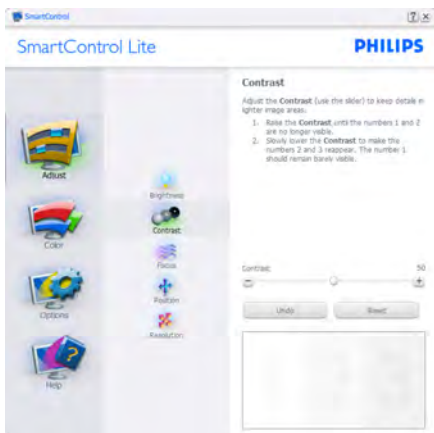 SmartControl
SmartControl Lite
PHILIPS
Adjust
Color
Options
Help
Brightness
Contrast
Focus
Position
Resolution
Contrast
Adjust the Contrast (use the slider) to keep details in
lighter image areas.
1. Raise the Contrast until the numbers 1 and 2
are no longer visible.
2. Slowly lower the Contrast to make the
numbers 2 and 3 reappear. The number 1
should remain barely visible.
Contrast: 50
Undo Reset